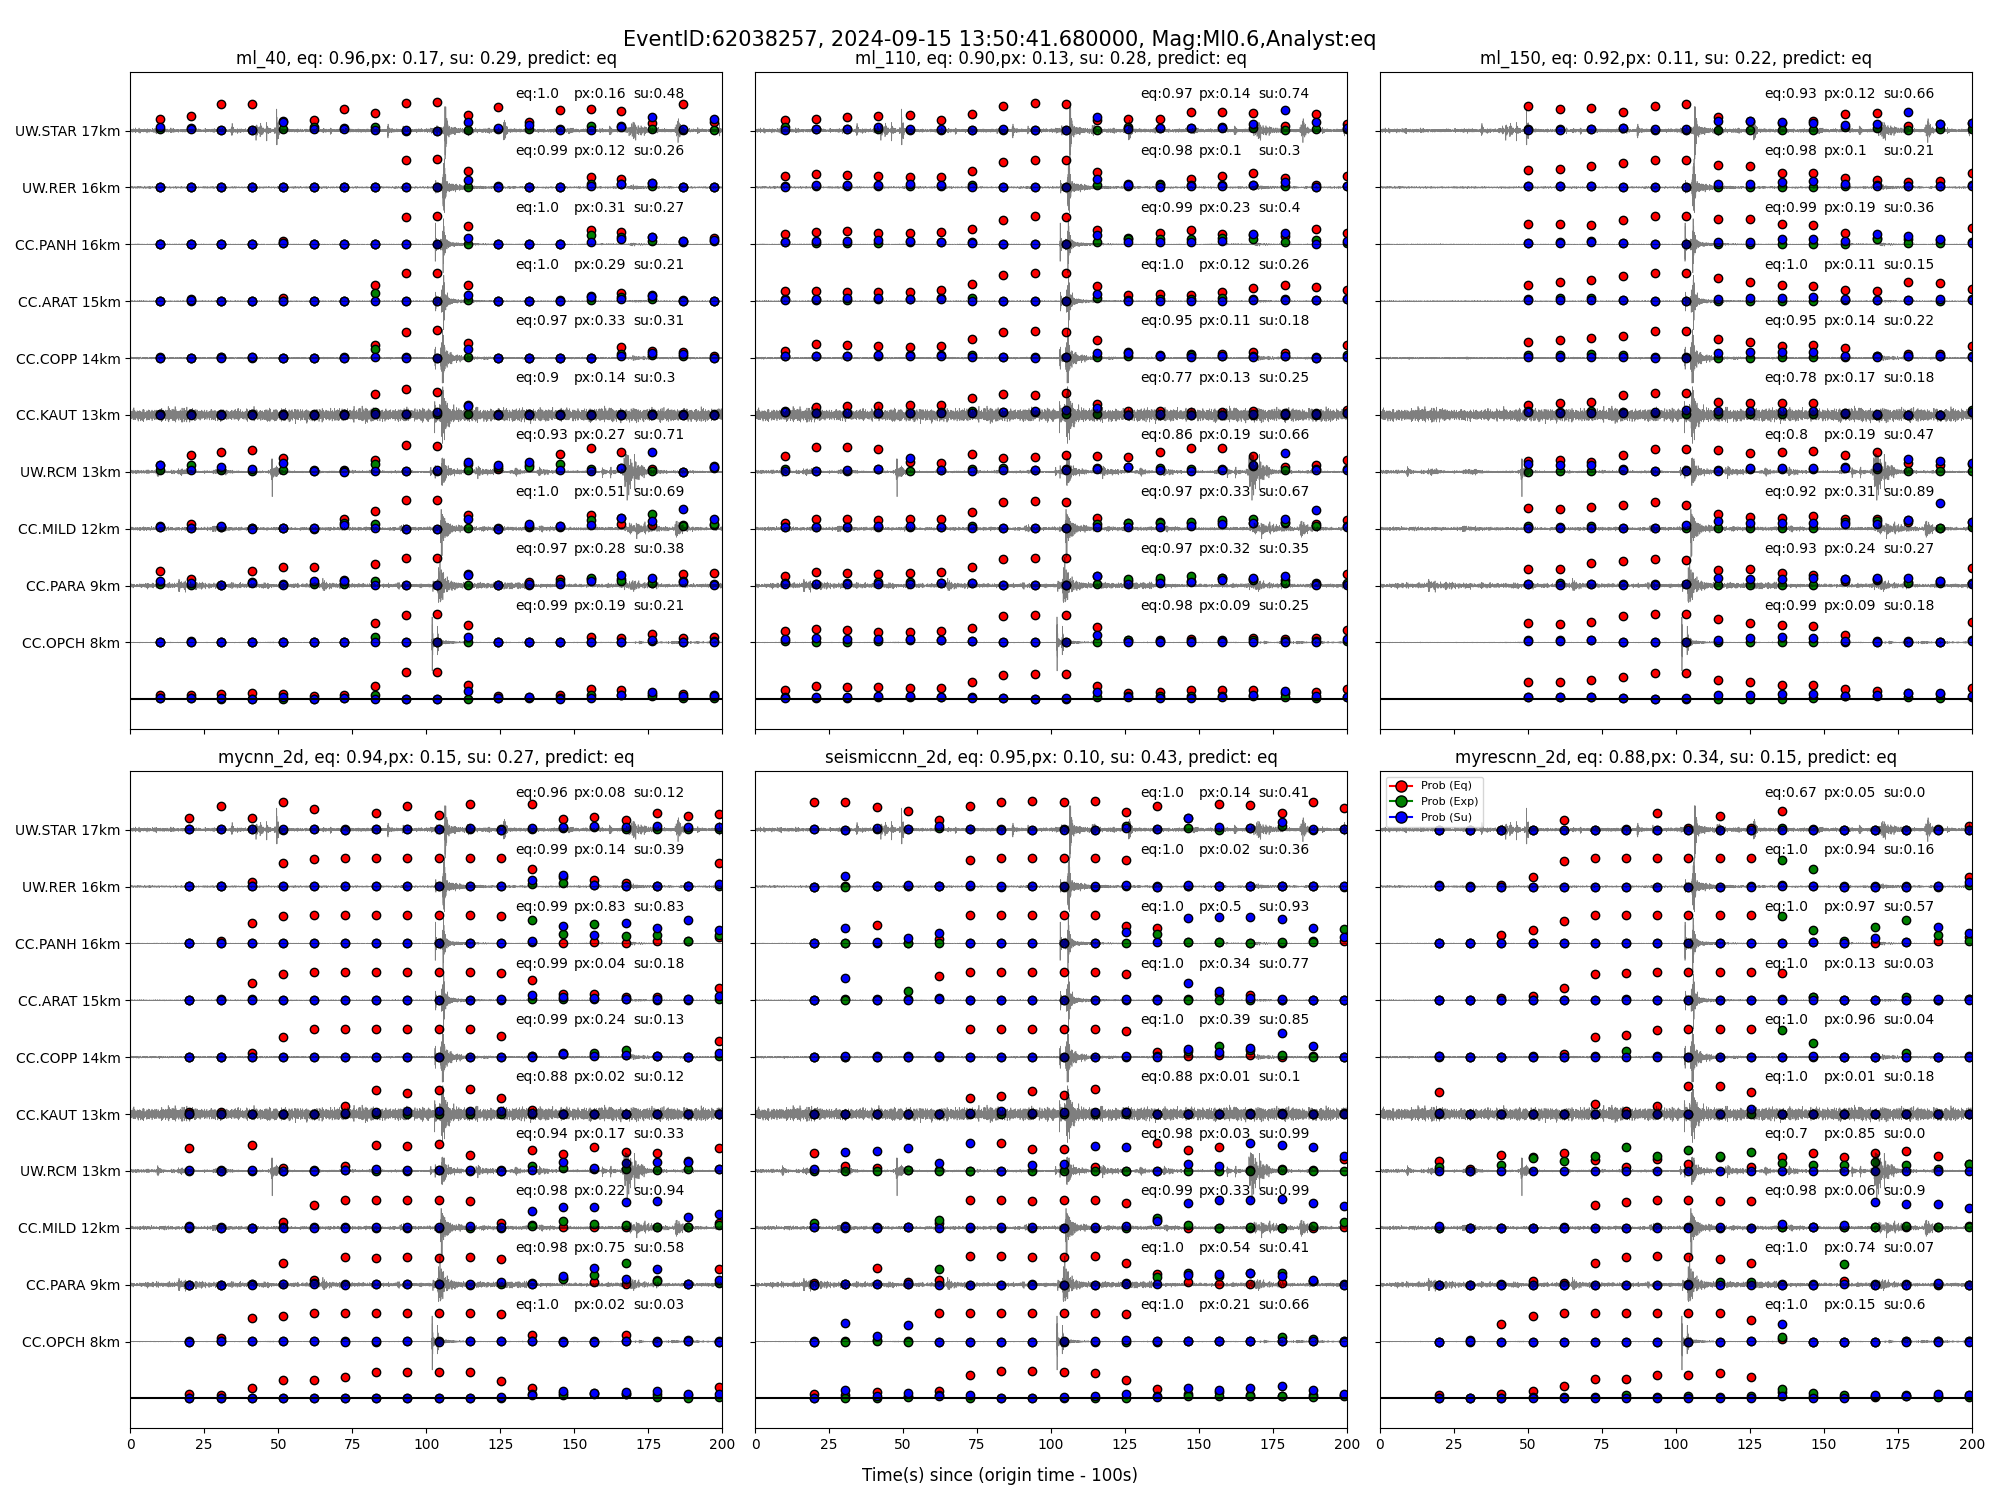 EventID:62038257, 2024-09-15 13:50:41.680000, Mag:Ml0.6,Analyst:eq
ml_40, eq: 0.96,px: 0.17, su: 0.29, predict: eq
UW.STAR 17km
eq:1.0 px:0.16 su:0.48
UW.RER 16km
eq:0.99 px:0.12 su:0.26
CC.PANH 16km
eq:1.0 px:0.31 su:0.27
CC.ARAT 15km
eq:1.0 px:0.29 su:0.21
CC.COPP 14km
eq:0.97 px:0.33 su:0.31
CC.KAUT 13km
eq:0.9 px:0.14 su:0.3
UW.RCM 13km
eq:0.93 px:0.27 su:0.71
CC.MILD 12km
eq:1.0 px:0.51 su:0.69
CC.PARA 9km
eq:0.97 px:0.28 su:0.38
CC.OPCH 8km
eq:0.99 px:0.19 su:0.21
ml_110, eq: 0.90,px: 0.13, su: 0.28, predict: eq
eq:0.97 px:0.14 su:0.74
eq:0.98 px:0.1 su:0.3
eq:0.99 px:0.23 su:0.4
eq:1.0 px:0.12 su:0.26
eq:0.95 px:0.11 su:0.18
eq:0.77 px:0.13 su:0.25
eq:0.86 px:0.19 su:0.66
eq:0.97 px:0.33 su:0.67
eq:0.97 px:0.32 su:0.35
eq:0.98 px:0.09 su:0.25
ml_150, eq: 0.92,px: 0.11, su: 0.22, predict: eq
eq:0.93 px:0.12 su:0.66
eq:0.98 px:0.1 su:0.21
eq:0.99 px:0.19 su:0.36
eq:1.0 px:0.11 su:0.15
eq:0.95 px:0.14 su:0.22
eq:0.78 px:0.17 su:0.18
eq:0.8 px:0.19 su:0.47
eq:0.92 px:0.31 su:0.89
eq:0.93 px:0.24 su:0.27
eq:0.99 px:0.09 su:0.18
mycnn_2d, eq: 0.94,px: 0.15, su: 0.27, predict: eq
UW.STAR 17km
eq:0.96 px:0.08 su:0.12
UW.RER 16km
eq:0.99 px:0.14 su:0.39
CC.PANH 16km
eq:0.99 px:0.83 su:0.83
CC.ARAT 15km
eq:0.99 px:0.04 su:0.18
CC.COPP 14km
eq:0.99 px:0.24 su:0.13
CC.KAUT 13km
eq:0.88 px:0.02 su:0.12
UW.RCM 13km
eq:0.94 px:0.17 su:0.33
CC.MILD 12km
eq:0.98 px:0.22 su:0.94
CC.PARA 9km
eq:0.98 px:0.75 su:0.58
CC.OPCH 8km
eq:1.0 px:0.02 su:0.03
0 25 50 75 100 125 150 175 200
seismiccnn_2d, eq: 0.95,px: 0.10, su: 0.43, predict: eq
eq:1.0 px:0.14 su:0.41
eq:1.0 px:0.02 su:0.36
eq:1.0 px:0.5 su:0.93
eq:1.0 px:0.34 su:0.77
eq:1.0 px:0.39 su:0.85
eq:0.88 px:0.01 su:0.1
eq:0.98 px:0.03 su:0.99
eq:0.99 px:0.33 su:0.99
eq:1.0 px:0.54 su:0.41
eq:1.0 px:0.21 su:0.66
0 25 50 75 100 125 150 175 200
myrescnn_2d, eq: 0.88,px: 0.34, su: 0.15, predict: eq
Prob (Eq)
Prob (Exp)
Prob (Su)
eq:0.67 px:0.05 su:0.0
eq:1.0 px:0.94 su:0.16
eq:1.0 px:0.97 su:0.57
eq:1.0 px:0.13 su:0.03
eq:1.0 px:0.96 su:0.04
eq:1.0 px:0.01 su:0.18
eq:0.7 px:0.85 su:0.0
eq:0.98 px:0.06 su:0.9
eq:1.0 px:0.74 su:0.07
eq:1.0 px:0.15 su:0.6
0 25 50 75 100 125 150 175 200
Time(s) since (origin time - 100s)